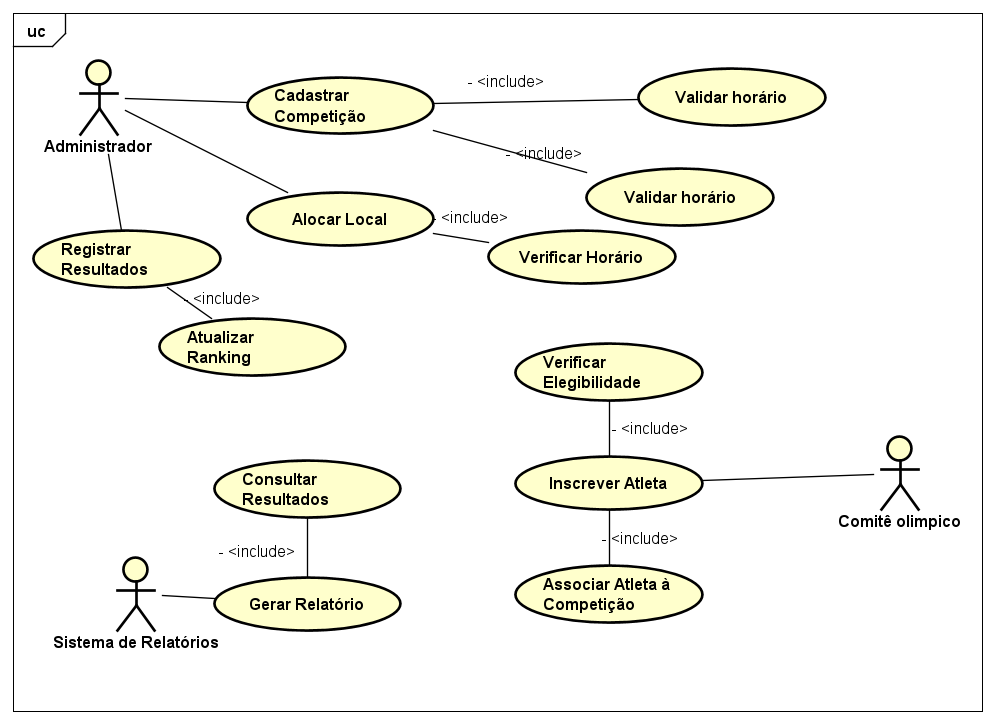 uc
Administrador
Cadastrar
Competição
- <include>
Validar horário
- <include>
Validar horário
Alocar Local
- <include>
Verificar Horário
Registrar
Resultados
- <include>
Atualizar
Ranking
Verificar
Elegibilidade
- <include>
Inscrever Atleta
Comitê olimpico
- <include>
Associar Atleta à
Competição
Consultar
Resultados
- <include>
Gerar Relatório
Sistema de Relatórios